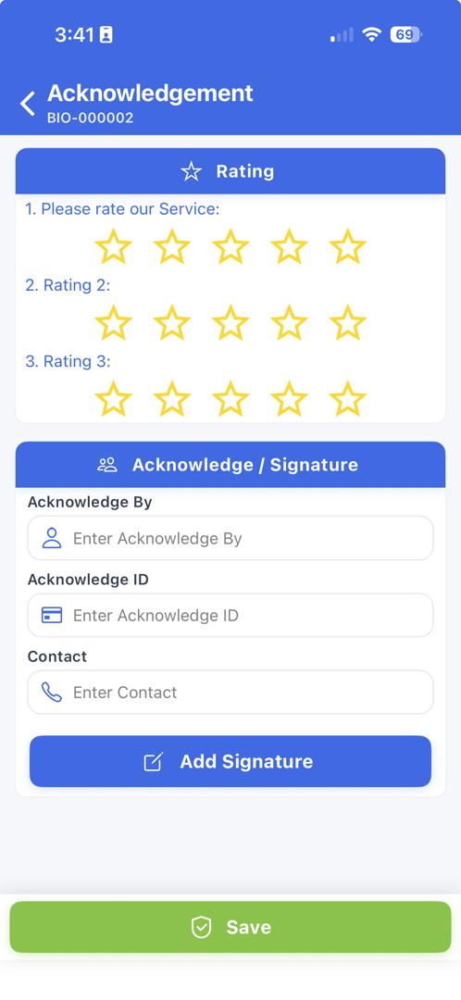 3:41
69
Acknowledgement
BIO-000002
Rating
1. Please rate our Service:
2. Rating 2:
3. Rating 3:
Acknowledge / Signature
Acknowledge By
Enter Acknowledge By
Acknowledge ID
Enter Acknowledge ID
Contact
Enter Contact
Add Signature
Save